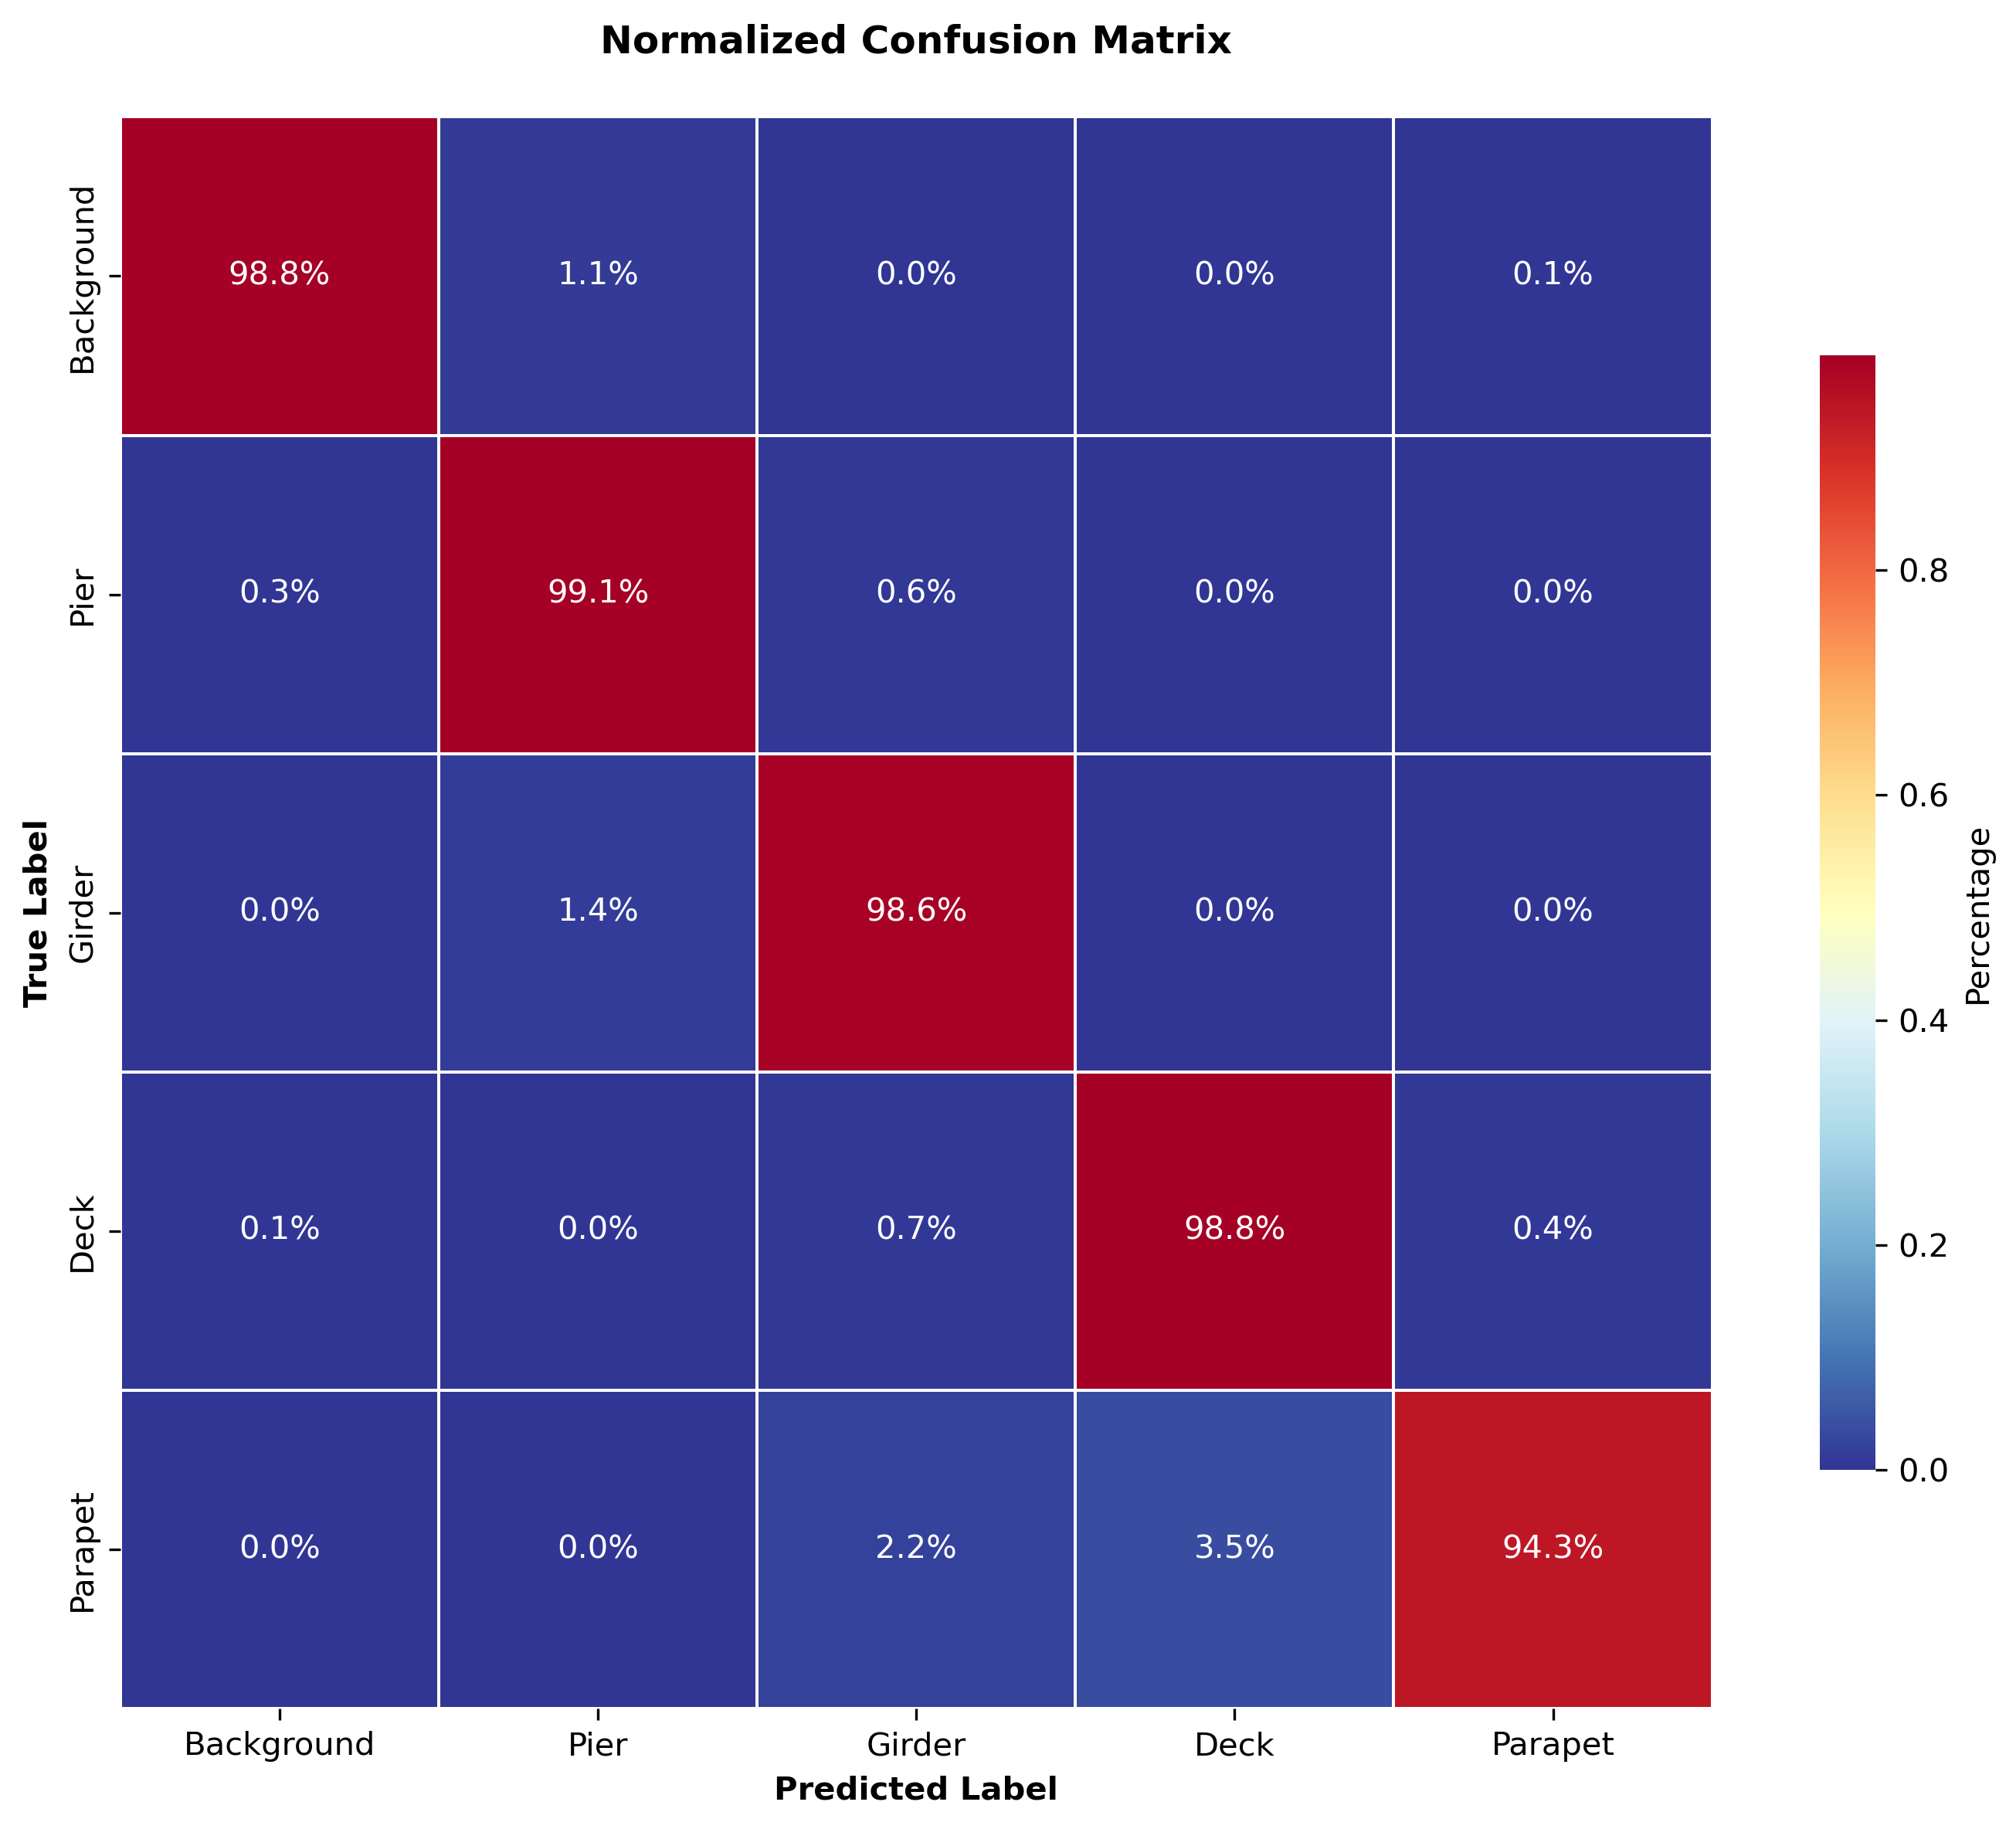 Normalized Confusion Matrix
Background
98.8%
1.1%
0.0%
0.0%
0.1%
Pier
0.3%
99.1%
0.6%
0.0%
0.0%
Girder
0.0%
1.4%
98.6%
0.0%
0.0%
Deck
0.1%
0.0%
0.7%
98.8%
0.4%
Parapet
0.0%
0.0%
2.2%
3.5%
94.3%
True Label
Background
Pier
Girder
Deck
Parapet
Predicted Label
0.8
0.6
0.4
0.2
0.0
Percentage